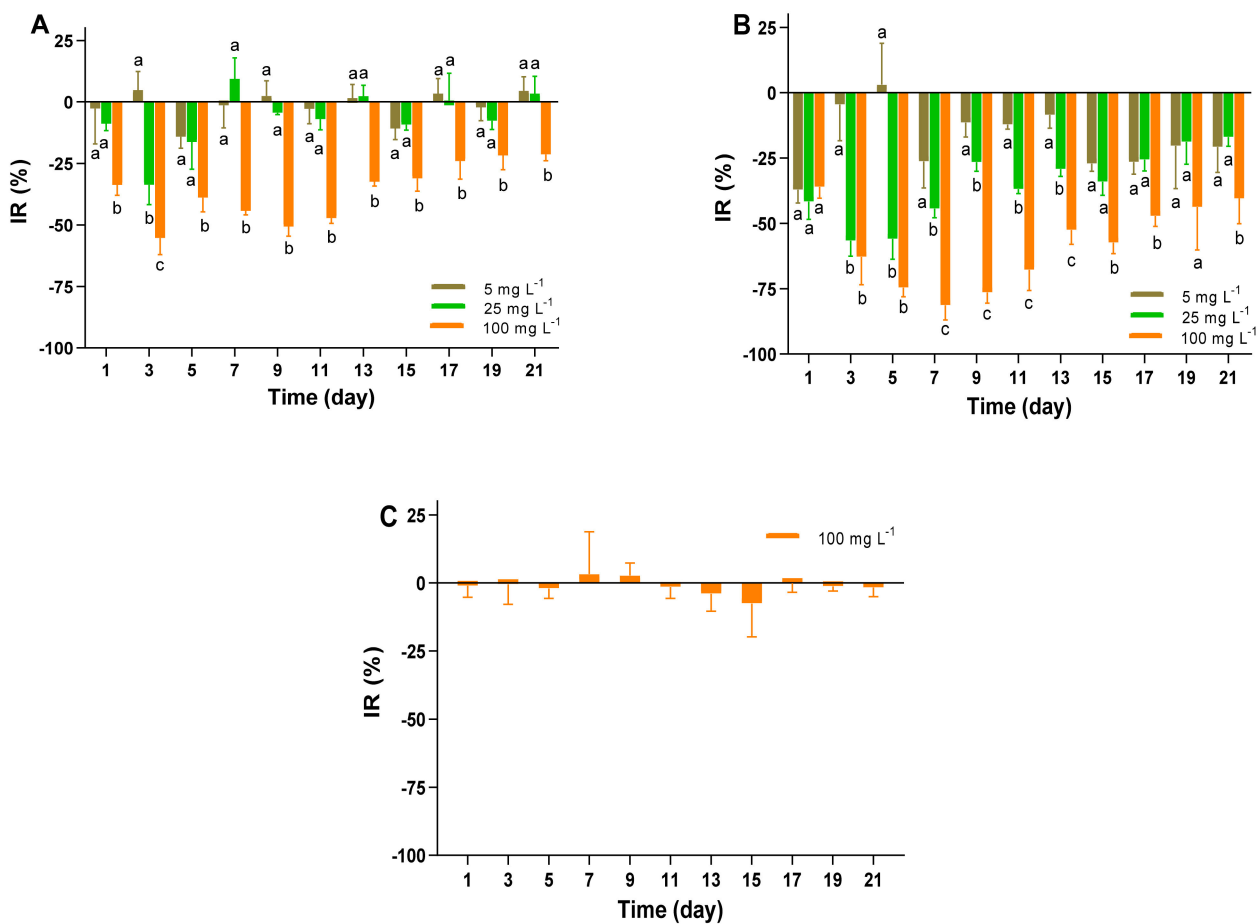 A
IR (%)
25
0
-25
-50
-75
-100
a a b
a b c
a a b
a a b
a a b
a a b
a a b
a a b
a a b
a a b
a a b
5 mg L⁻¹
25 mg L⁻¹
100 mg L⁻¹
1 3 5 7 9 11 13 15 17 19 21
Time (day)
B
IR (%)
25
0
-25
-50
-75
-100
a a a
a b b
a b b
a b c
a b c
a b c
a b c
a a b
a a b
a a a
a a b
5 mg L⁻¹
25 mg L⁻¹
100 mg L⁻¹
1 3 5 7 9 11 13 15 17 19 21
Time (day)
C
IR (%)
25
0
-25
-50
-75
-100
100 mg L⁻¹
1 3 5 7 9 11 13 15 17 19 21
Time (day)